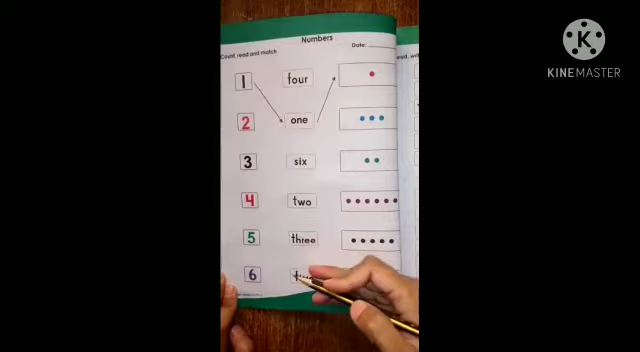 Numbers
Count, read and match
Date:
1 four
2 one
3 six
4 two
5 three
6
K
KINEMASTER